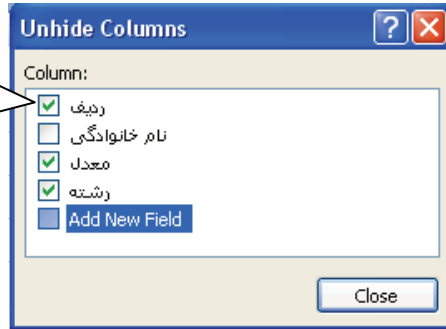 Unhide Columns
Column:
ردیف
نام خانوادگی
معدل
رشته
Add New Field
Close